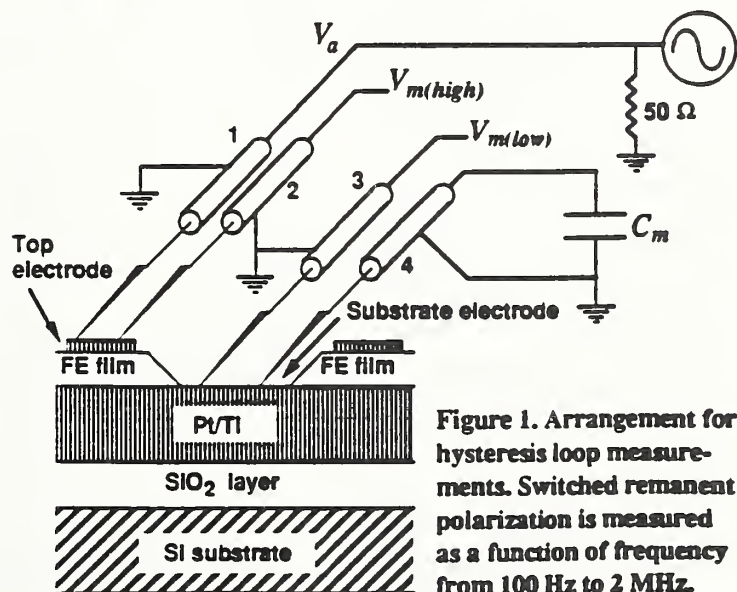 V_a
V_m(high)
50 Ω
1
V_m(low)
2
3
C_m
4
Top
electrode
Substrate electrode
FE film
FE film
Pt/Ti
SiO₂ layer
Si substrate
Figure 1. Arrangement for
hysteresis loop measure-
ments. Switched remanent
polarization is measured
as a function of frequency
from 100 Hz to 2 MHz.